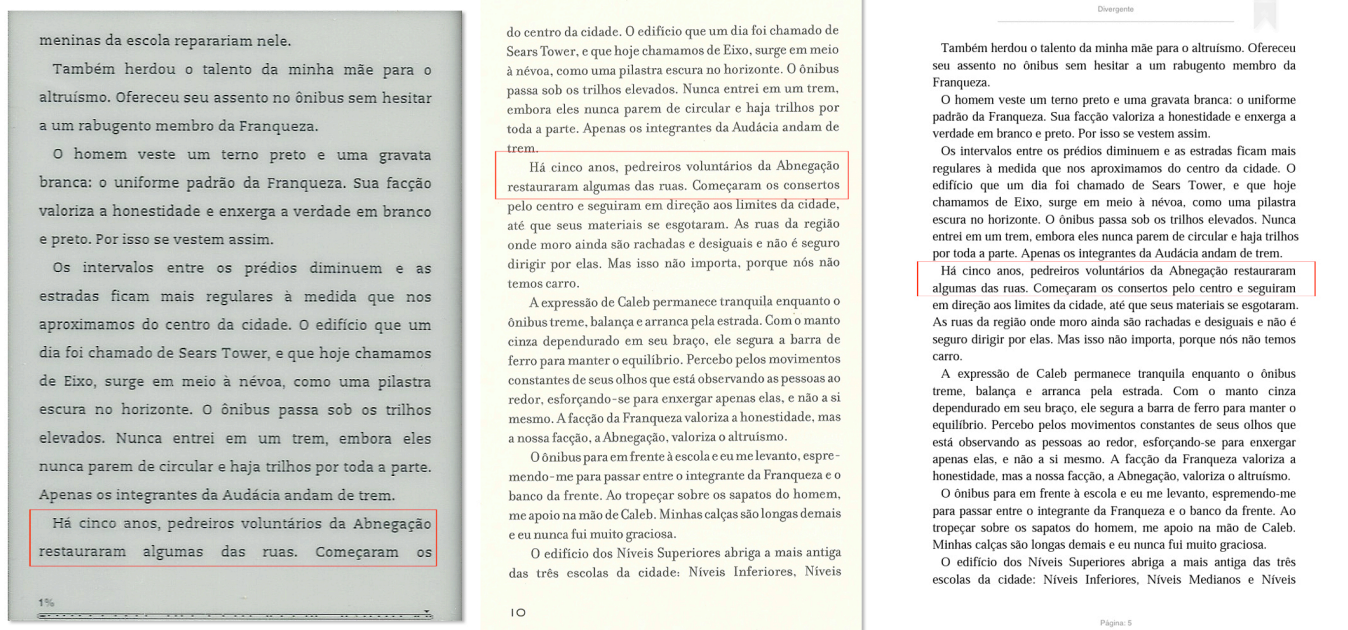 meninas da escola reparariam nele.
Também herdou o talento da minha mãe para o
altruísmo. Ofereceu seu assento no ônibus sem hesitar
a um rabugento membro da Franqueza.
O homem veste um terno preto e uma gravata
branca: o uniforme padrão da Franqueza. Sua facção
valoriza a honestidade e enxerga a verdade em branco
e preto. Por isso se vestem assim.
Os intervalos entre os prédios diminuem e as
estradas ficam mais regulares à medida que nos
aproximamos do centro da cidade. O edifício que um
dia foi chamado de Sears Tower, e que hoje chamamos
de Eixo, surge em meio à névoa, como uma pilastra
escura no horizonte. O ônibus passa sob os trilhos
elevados. Nunca entrei em um trem, embora eles
nunca parem de circular e haja trilhos por toda a parte.
Apenas os integrantes da Audácia andam de trem.
Há cinco anos, pedreiros voluntários da Abnegação
restauraram algumas das ruas. Começaram os
1%
do centro da cidade. O edifício que um dia foi chamado de
Sears Tower, e que hoje chamamos de Eixo, surge em meio
à névoa, como uma pilastra escura no horizonte. O ônibus
passa sob os trilhos elevados. Nunca entrei em um trem,
embora eles nunca parem de circular e haja trilhos por
toda a parte. Apenas os integrantes da Audácia andam de
trem.
Há cinco anos, pedreiros voluntários da Abnegação
restauraram algumas das ruas. Começaram os consertos
pelo centro e seguiram em direção aos limites da cidade,
até que seus materiais se esgotaram. As ruas da região
onde moro ainda são rachadas e desiguais e não é seguro
dirigir por elas. Mas isso não importa, porque nós não
temos carro.
A expressão de Caleb permanece tranquila enquanto o
ônibus treme, balança e arranca pela estrada. Com o manto
cinza dependurado em seu braço, ele segura a barra de
ferro para manter o equilíbrio. Percebo pelos movimentos
constantes de seus olhos que está observando as pessoas ao
redor, esforçando-se para enxergar apenas elas, e não a si
mesmo. A facção da Franqueza valoriza a honestidade, mas
a nossa facção, a Abnegação, valoriza o altruísmo.
O ônibus para em frente à escola e eu me levanto, espre-
mendo-me para passar entre o integrante da Franqueza e o
banco da frente. Ao tropeçar sobre os sapatos do homem,
me apoio na mão de Caleb. Minhas calças são longas demais
e eu nunca fui muito graciosa.
O edifício dos Níveis Superiores abriga a mais antiga
das três escolas da cidade: Níveis Inferiores, Níveis
10
Divergente
Também herdou o talento da minha mãe para o altruísmo. Ofereceu
seu assento no ônibus sem hesitar a um rabugento membro da
Franqueza.
O homem veste um terno preto e uma gravata branca: o uniforme
padrão da Franqueza. Sua facção valoriza a honestidade e enxerga a
verdade em branco e preto. Por isso se vestem assim.
Os intervalos entre os prédios diminuem e as estradas ficam mais
regulares à medida que nos aproximamos do centro da cidade. O
edifício que um dia foi chamado de Sears Tower, e que hoje
chamamos de Eixo, surge em meio à névoa, como uma pilastra
escura no horizonte. O ônibus passa sob os trilhos elevados. Nunca
entrei em um trem, embora eles nunca parem de circular e haja trilhos
por toda a parte. Apenas os integrantes da Audácia andam de trem.
Há cinco anos, pedreiros voluntários da Abnegação restauraram
algumas das ruas. Começaram os consertos pelo centro e seguiram
em direção aos limites da cidade, até que seus materiais se esgotaram.
As ruas da região onde moro ainda são rachadas e desiguais e não é
seguro dirigir por elas. Mas isso não importa, porque nós não temos
carro.
A expressão de Caleb permanece tranquila enquanto o ônibus
treme, balança e arranca pela estrada. Com o manto cinza
dependurado em seu braço, ele segura a barra de ferro para manter o
equilíbrio. Percebo pelos movimentos constantes de seus olhos que
está observando as pessoas ao redor, esforçando-se para enxergar
apenas elas, e não a si mesmo. A facção da Franqueza valoriza a
honestidade, mas a nossa facção, a Abnegação, valoriza o altruísmo.
O ônibus para em frente à escola e eu me levanto, espremendo-me
para passar entre o integrante da Franqueza e o banco da frente. Ao
tropeçar sobre os sapatos do homem, me apoio na mão de Caleb.
Minhas calças são longas demais e eu nunca fui muito graciosa.
O edifício dos Níveis Superiores abriga a mais antiga das três
escolas da cidade: Níveis Inferiores, Níveis Medianos e Níveis
Página: 5